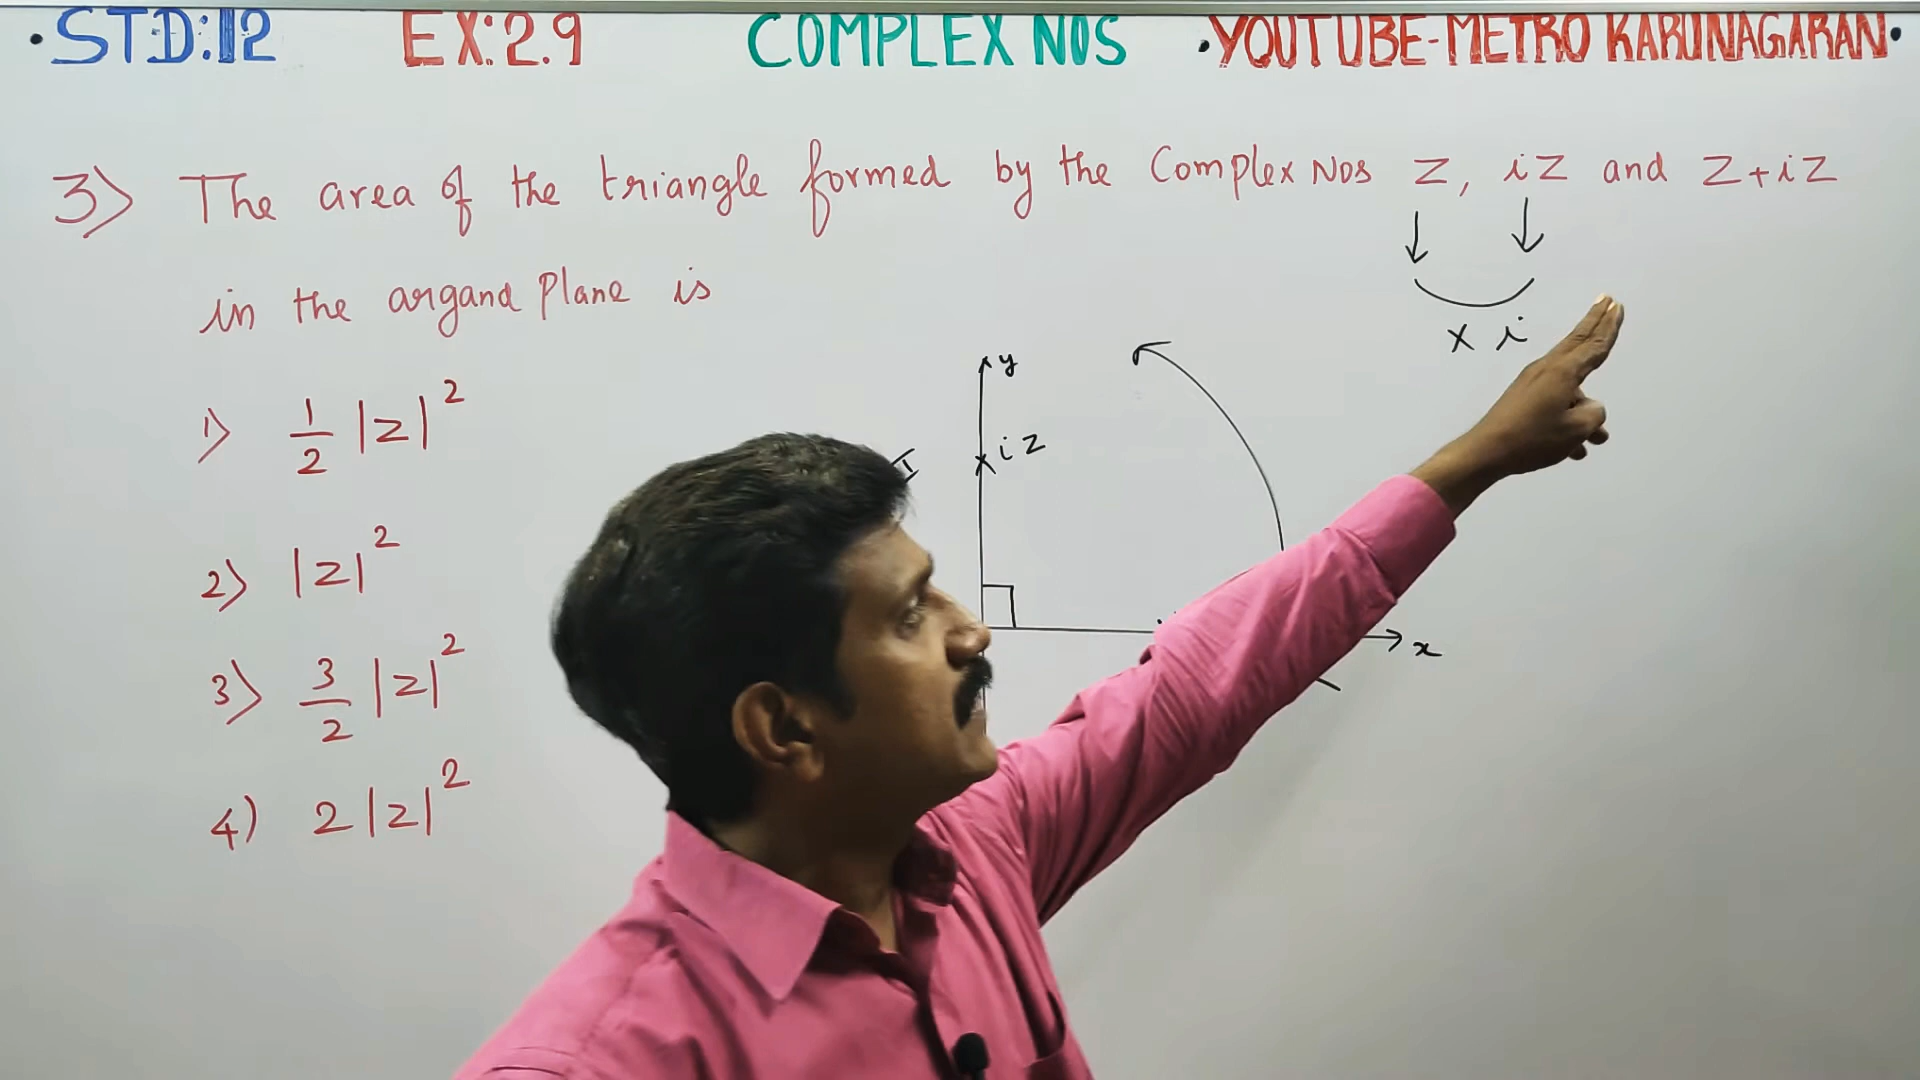 ·STD:12 EX:2.9 COMPLEX NOS ·YOUTUBE-METRO KARUNAGARAN·
3) The area of the triangle formed by the Complex Nos z, iz and z+iz
in the argand Plane is
x i
1) 1/2 |z|²
2) |z|²
3) 3/2 |z|²
4) 2|z|²
y
iz
x